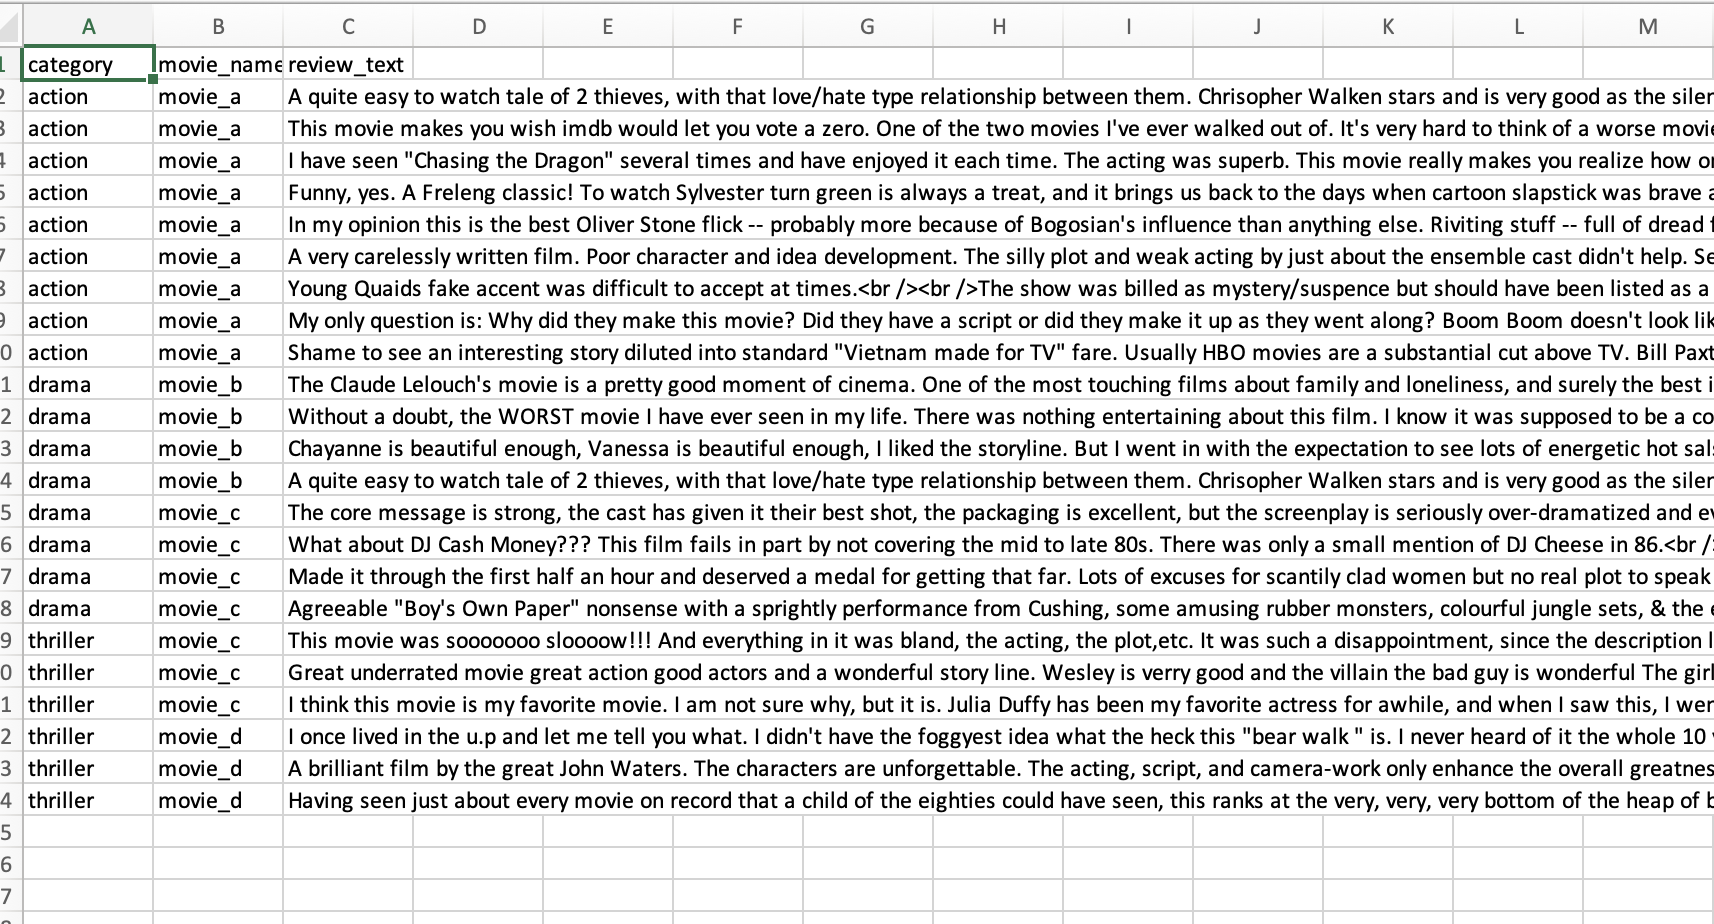 A B C D E F G H I J K L M
1 category movie_name review_text
2 action movie_a A quite easy to watch tale of 2 thieves, with that love/hate type relationship between them. Chrisopher Walken stars and is very good as the siler
3 action movie_a This movie makes you wish imdb would let you vote a zero. One of the two movies I've ever walked out of. It's very hard to think of a worse movie
4 action movie_a I have seen "Chasing the Dragon" several times and have enjoyed it each time. The acting was superb. This movie really makes you realize how
5 action movie_a Funny, yes. A Freleng classic! To watch Sylvester turn green is always a treat, and it brings us back to the days when cartoon slapstick was brave
6 action movie_a In my opinion this is the best Oliver Stone flick -- probably more because of Bogosian's influence than anything else. Riviting stuff -- full of dread
7 action movie_a A very carelessly written film. Poor character and idea development. The silly plot and weak acting by just about the ensemble cast didn't help. Se
8 action movie_a Young Quaids fake accent was difficult to accept at times.<br /><br />The show was billed as mystery/suspence but should have been listed as a
9 action movie_a My only question is: Why did they make this movie? Did they have a script or did they make it up as they went along? Boom Boom doesn't look lik
0 action movie_a Shame to see an interesting story diluted into standard "Vietnam made for TV" fare. Usually HBO movies are a substantial cut above TV. Bill Paxt
1 drama movie_b The Claude Lelouch's movie is a pretty good moment of cinema. One of the most touching films about family and loneliness, and surely the best i
2 drama movie_b Without a doubt, the WORST movie I have ever seen in my life. There was nothing entertaining about this film. I know it was supposed to be a co
3 drama movie_b Chayanne is beautiful enough, Vanessa is beautiful enough, I liked the storyline. But I went in with the expectation to see lots of energetic hot sal
4 drama movie_b A quite easy to watch tale of 2 thieves, with that love/hate type relationship between them. Chrisopher Walken stars and is very good as the siler
5 drama movie_c The core message is strong, the cast has given it their best shot, the packaging is excellent, but the screenplay is seriously over-dramatized and ev
6 drama movie_c What about DJ Cash Money??? This film fails in part by not covering the mid to late 80s. There was only a small mention of DJ Cheese in 86.<br />
7 drama movie_c Made it through the first half an hour and deserved a medal for getting that far. Lots of excuses for scantily clad women but no real plot to speak
8 drama movie_c Agreeable "Boy's Own Paper" nonsense with a sprightly performance from Cushing, some amusing rubber monsters, colourful jungle sets, & the
9 thriller movie_c This movie was sooooooo sloooow!!! And everything in it was bland, the acting, the plot,etc. It was such a disappointment, since the description
0 thriller movie_c Great underrated movie great action good actors and a wonderful story line. Wesley is verry good and the villain the bad guy is wonderful The girl
1 thriller movie_c I think this movie is my favorite movie. I am not sure why, but it is. Julia Duffy has been my favorite actress for awhile, and when I saw this, I wer
2 thriller movie_d I once lived in the u.p and let me tell you what. I didn't have the foggyest idea what the heck this "bear walk " is. I never heard of it the whole 10
3 thriller movie_d A brilliant film by the great John Waters. The characters are unforgettable. The acting, script, and camera-work only enhance the overall greatnes
4 thriller movie_d Having seen just about every movie on record that a child of the eighties could have seen, this ranks at the very, very, very bottom of the heap of
5
6
7